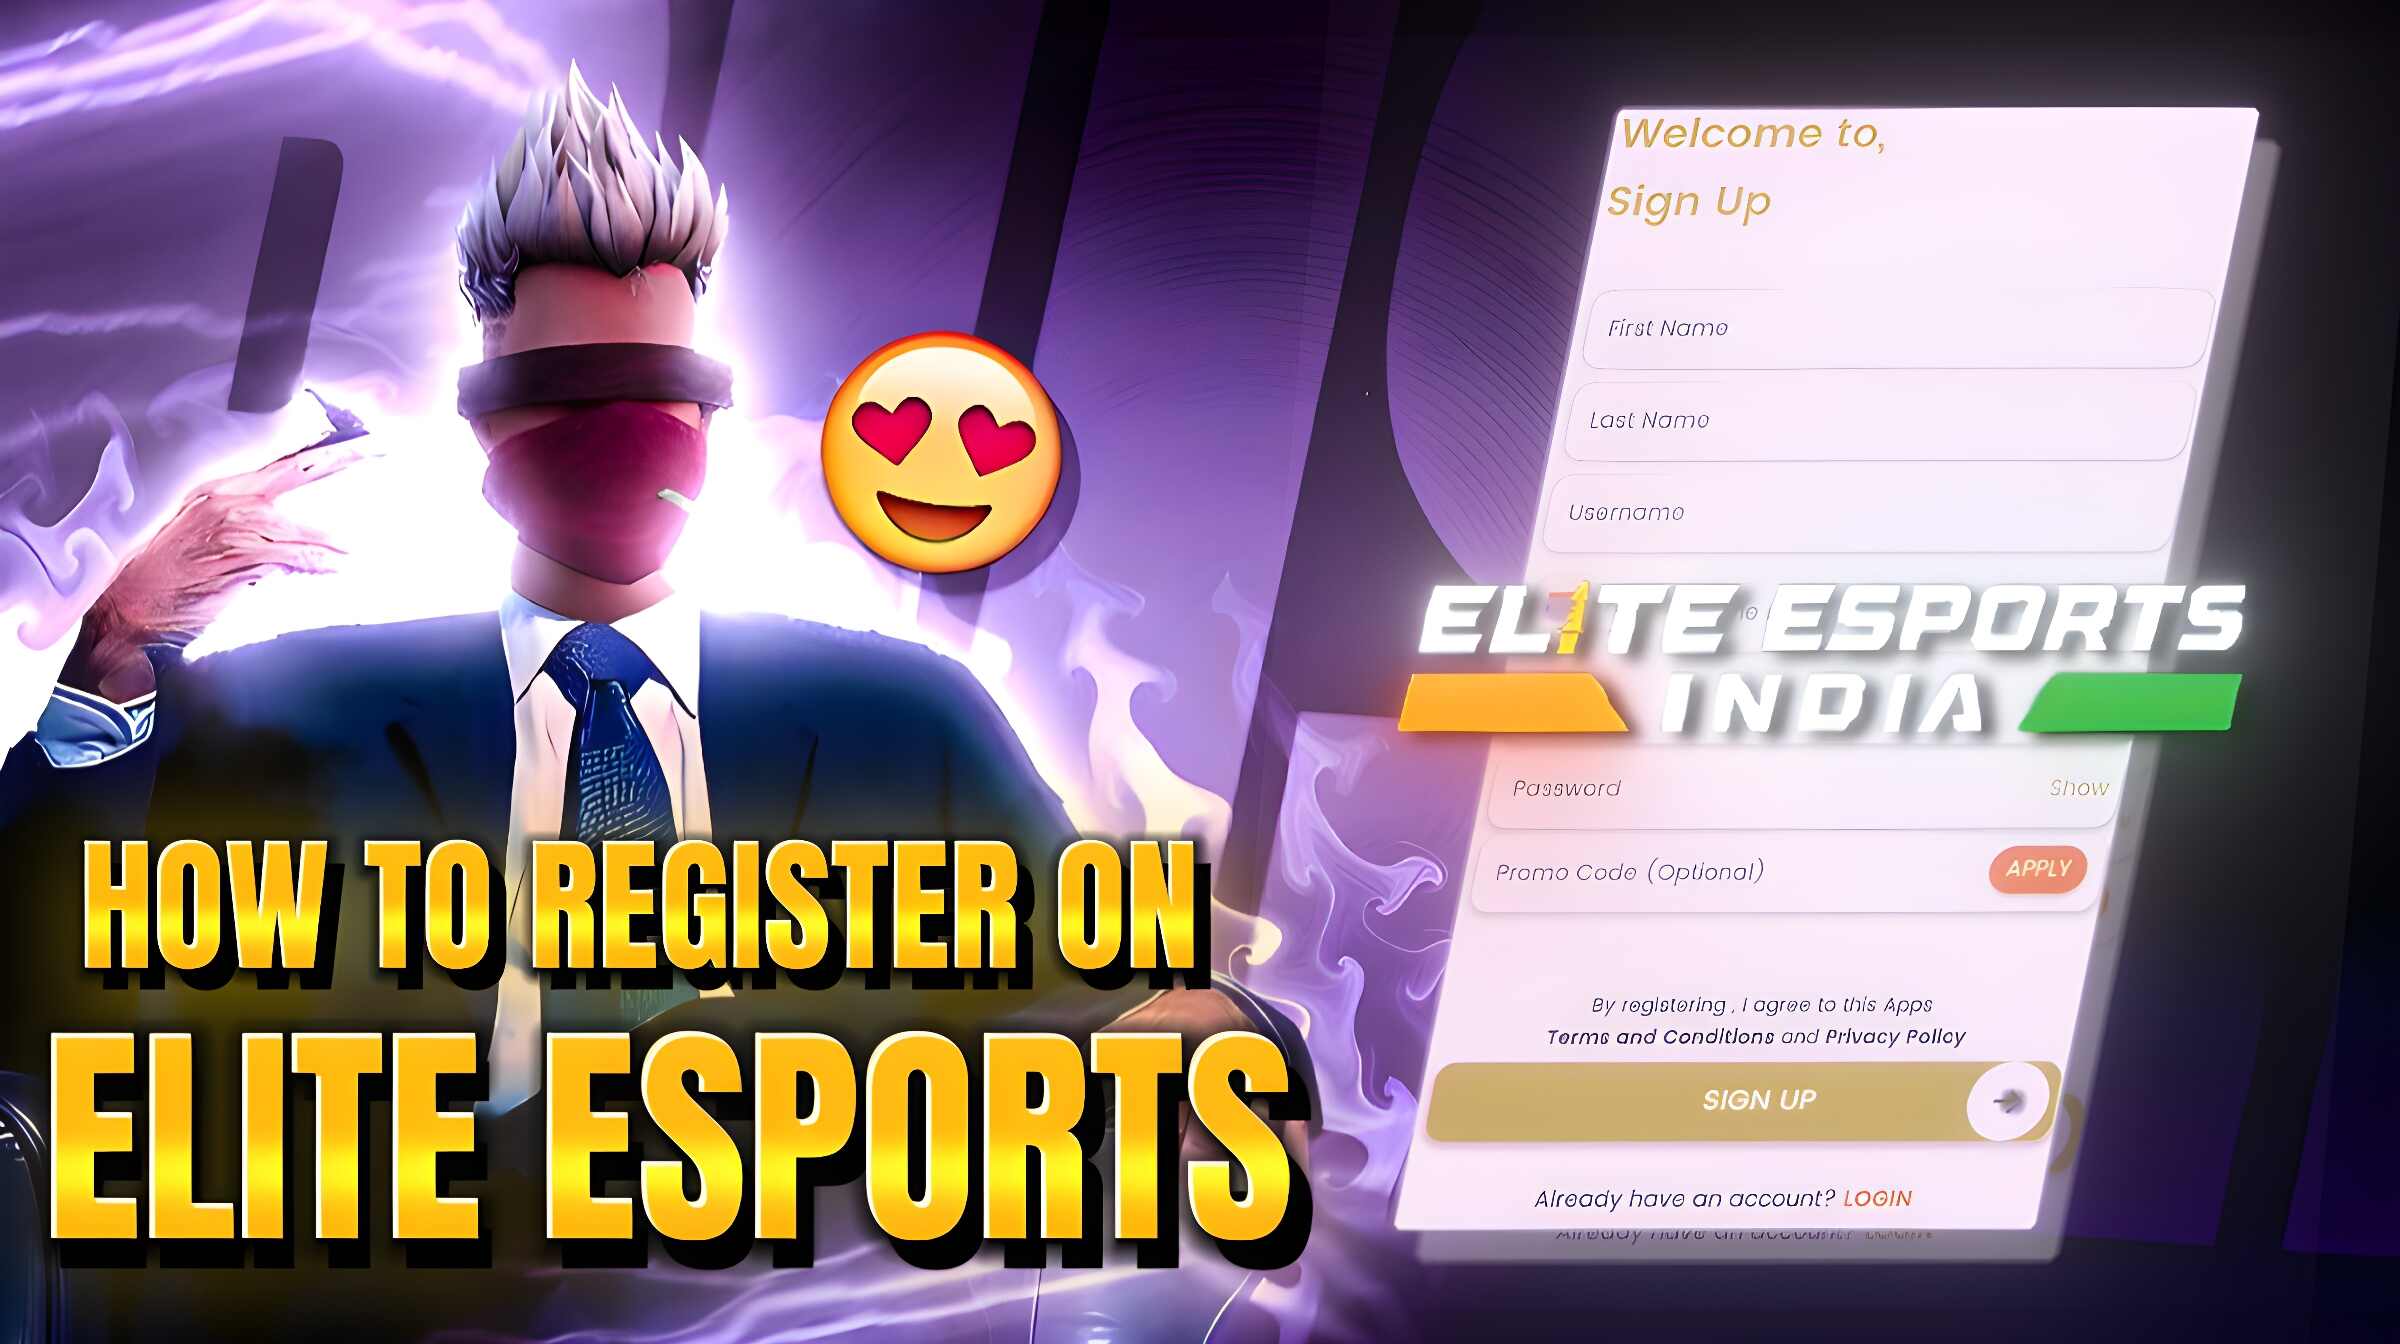 HOW TO REGISTER ON
ELITE ESPORTS
Welcome to,
Sign Up
First Name
Last Name
Username
ELITE ESPORTS
INDIA
Password
Show
Promo Code (Optional)
APPLY
By registering , I agree to this Apps
Terms and Conditions and Privacy Policy
SIGN UP
Already have an account? LOGIN